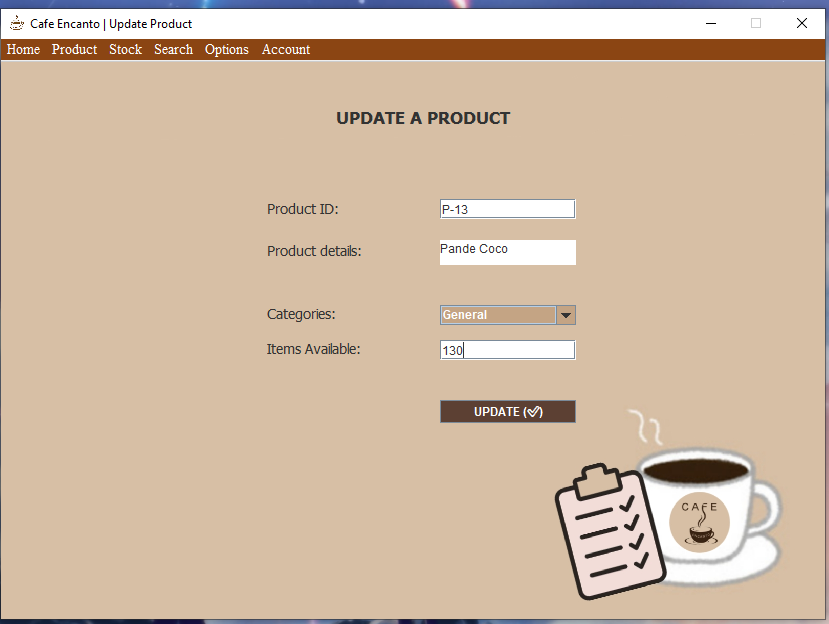 Cafe Encanto | Update Product
Home Product Stock Search Options Account
UPDATE A PRODUCT
Product ID: P-13
Product details: Pande Coco
Categories: General
Items Available: 130
UPDATE (✓)
CAFE
ENCANTO